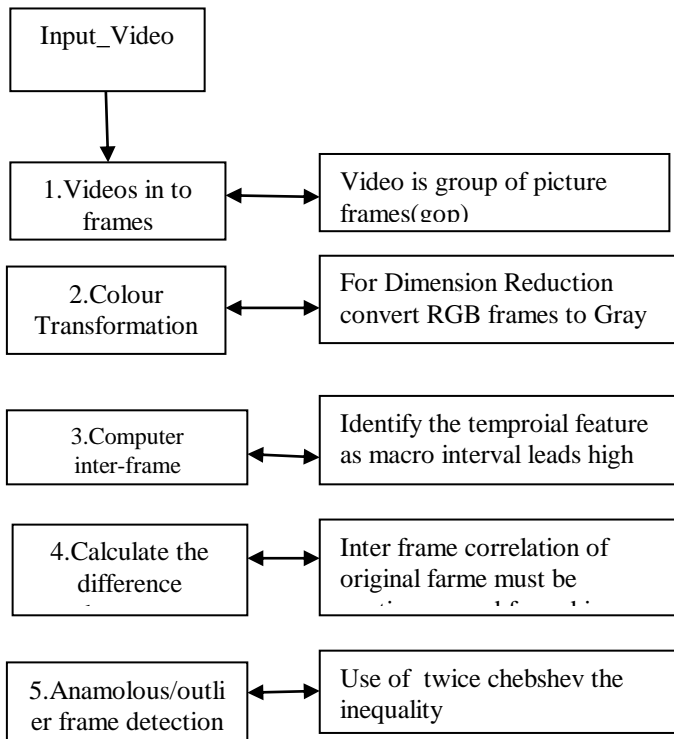 Input_Video
1.Videos in to
frames
Video is group of picture
frames(gop)
2.Colour
Transformation
For Dimension Reduction
convert RGB frames to Gray
3.Computer
inter-frame
Identify the temproial feature
as macro interval leads high
4.Calculate the
difference
Inter frame correlation of
original farme must be
5.Anamolous/outli
er frame detection
Use of twice chebshev the
inequality